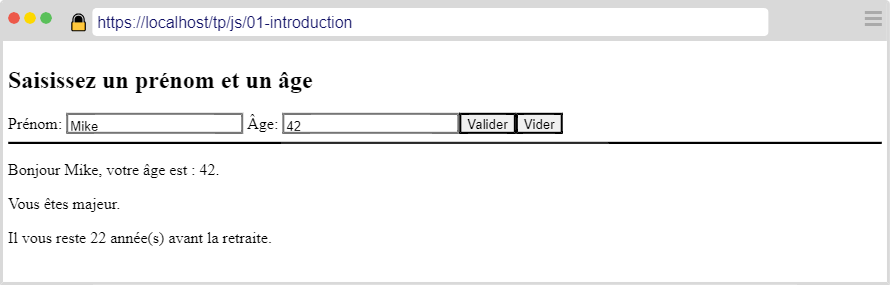 https://localhost/tp/js/01-introduction
Saisissez un prénom et un âge
Prénom: Mike Âge: 42 Valider Vider
Bonjour Mike, votre âge est : 42.
Vous êtes majeur.
Il vous reste 22 année(s) avant la retraite.